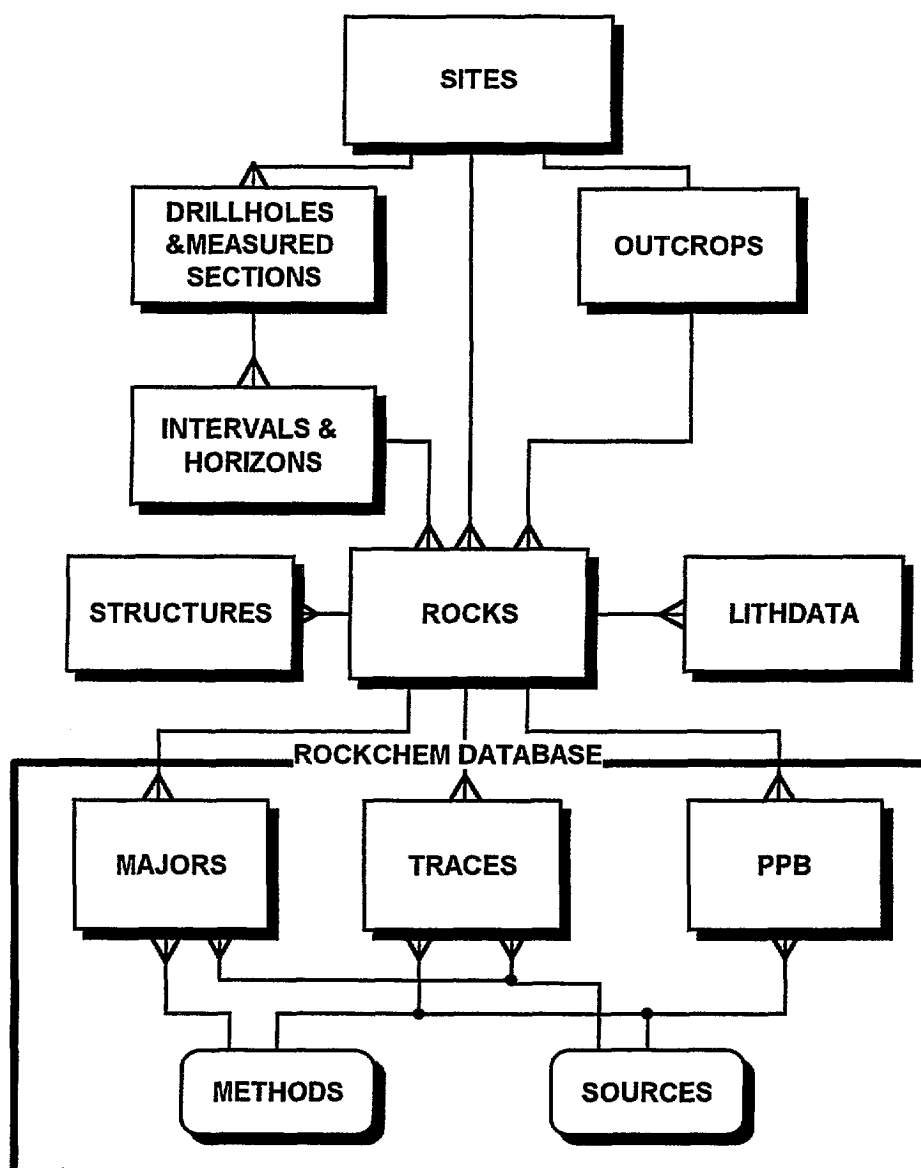 SITES
DRILLHOLES
&MEASURED
SECTIONS
OUTCROPS
INTERVALS &
HORIZONS
STRUCTURES
ROCKS
LITHDATA
ROCKCHEM DATABASE
MAJORS
TRACES
PPB
METHODS
SOURCES